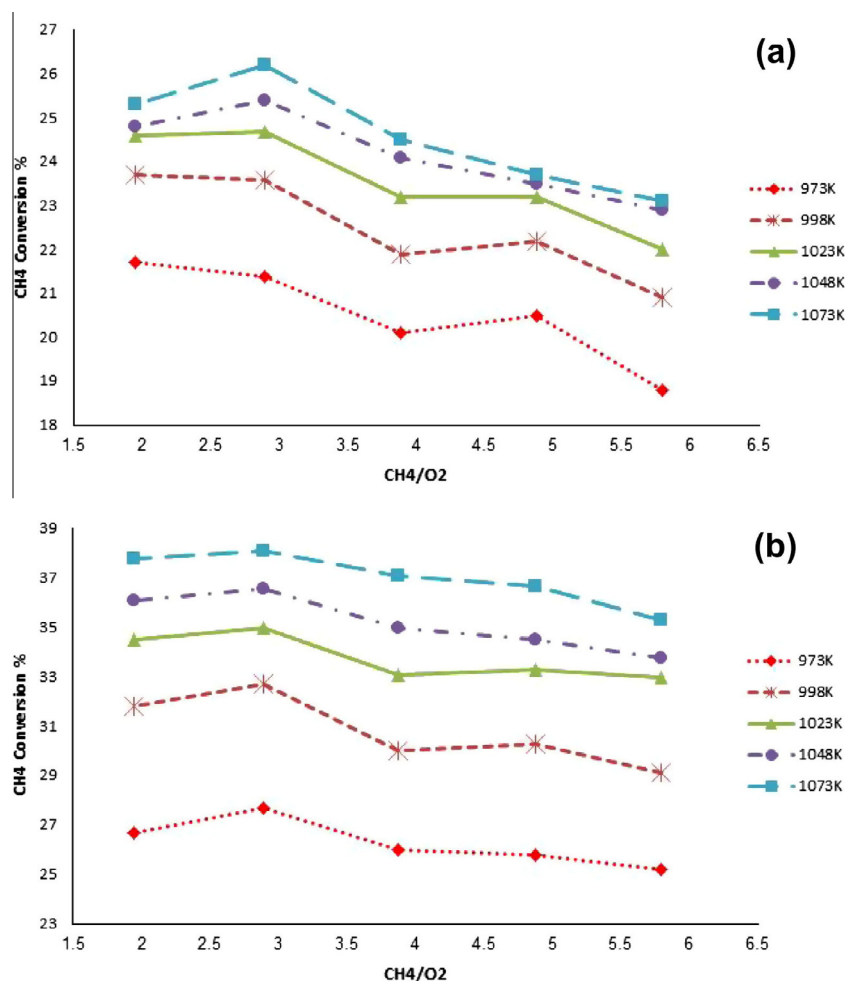 (a)
27
26
25
24
23
22
21
20
19
18
CH4 Conversion %
1.5 2 2.5 3 3.5 4 4.5 5 5.5 6 6.5
CH4/O2
973K
998K
1023K
1048K
1073K
(b)
39
37
35
33
31
29
27
25
23
CH4 Conversion %
1.5 2 2.5 3 3.5 4 4.5 5 5.5 6 6.5
CH4/O2
973K
998K
1023K
1048K
1073K